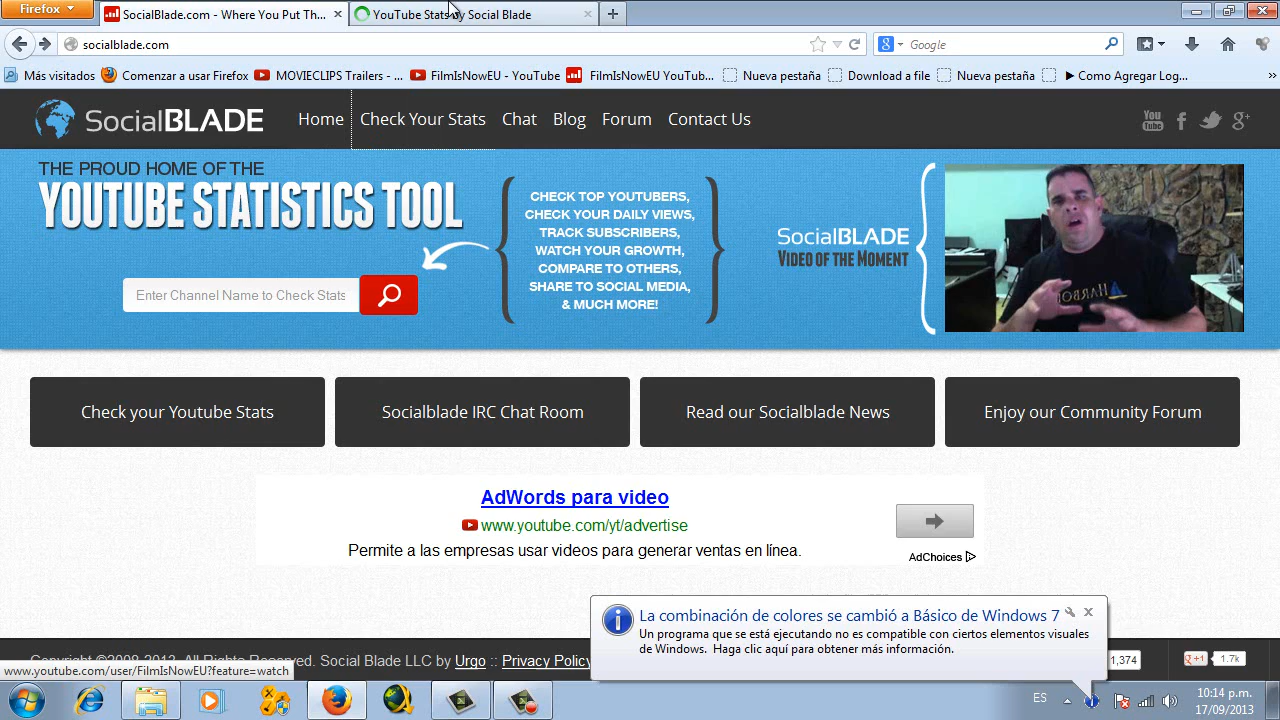 Firefox
SocialBlade.com - Where You Put Th...
YouTube Stats by Social Blade
socialblade.com
Google
Más visitados
Comenzar a usar Firefox
MOVIECLIPS Trailers - ...
FilmIsNowEU - YouTube
FilmIsNowEU YouTub...
Nueva pestaña
Download a file
Nueva pestaña
Como Agregar Log...
SocialBLADE
Home
Check Your Stats
Chat
Blog
Forum
Contact Us
You Tube
THE PROUD HOME OF THE
YOUTUBE STATISTICS TOOL
Enter Channel Name to Check Stats
CHECK TOP YOUTUBERS,
CHECK YOUR DAILY VIEWS,
TRACK SUBSCRIBERS,
WATCH YOUR GROWTH,
COMPARE TO OTHERS,
SHARE TO SOCIAL MEDIA,
& MUCH MORE!
SocialBLADE
VIDEO OF THE MOMENT
Check your Youtube Stats
Socialblade IRC Chat Room
Read our Socialblade News
Enjoy our Community Forum
AdWords para video
www.youtube.com/yt/advertise
Permite a las empresas usar videos para generar ventas en línea.
AdChoices
La combinación de colores se cambió a Básico de Windows 7
Un programa que se está ejecutando no es compatible con ciertos elementos visuales
de Windows. Haga clic aquí para obtener más información.
Copyright ©2008-2013. All Rights Reserved. Social Blade LLC by Urgo :: Privacy Policy
1,374
+1
1.7k
www.youtube.com/user/FilmIsNowEU?feature=watch
ES
10:14 p.m.
17/09/2013